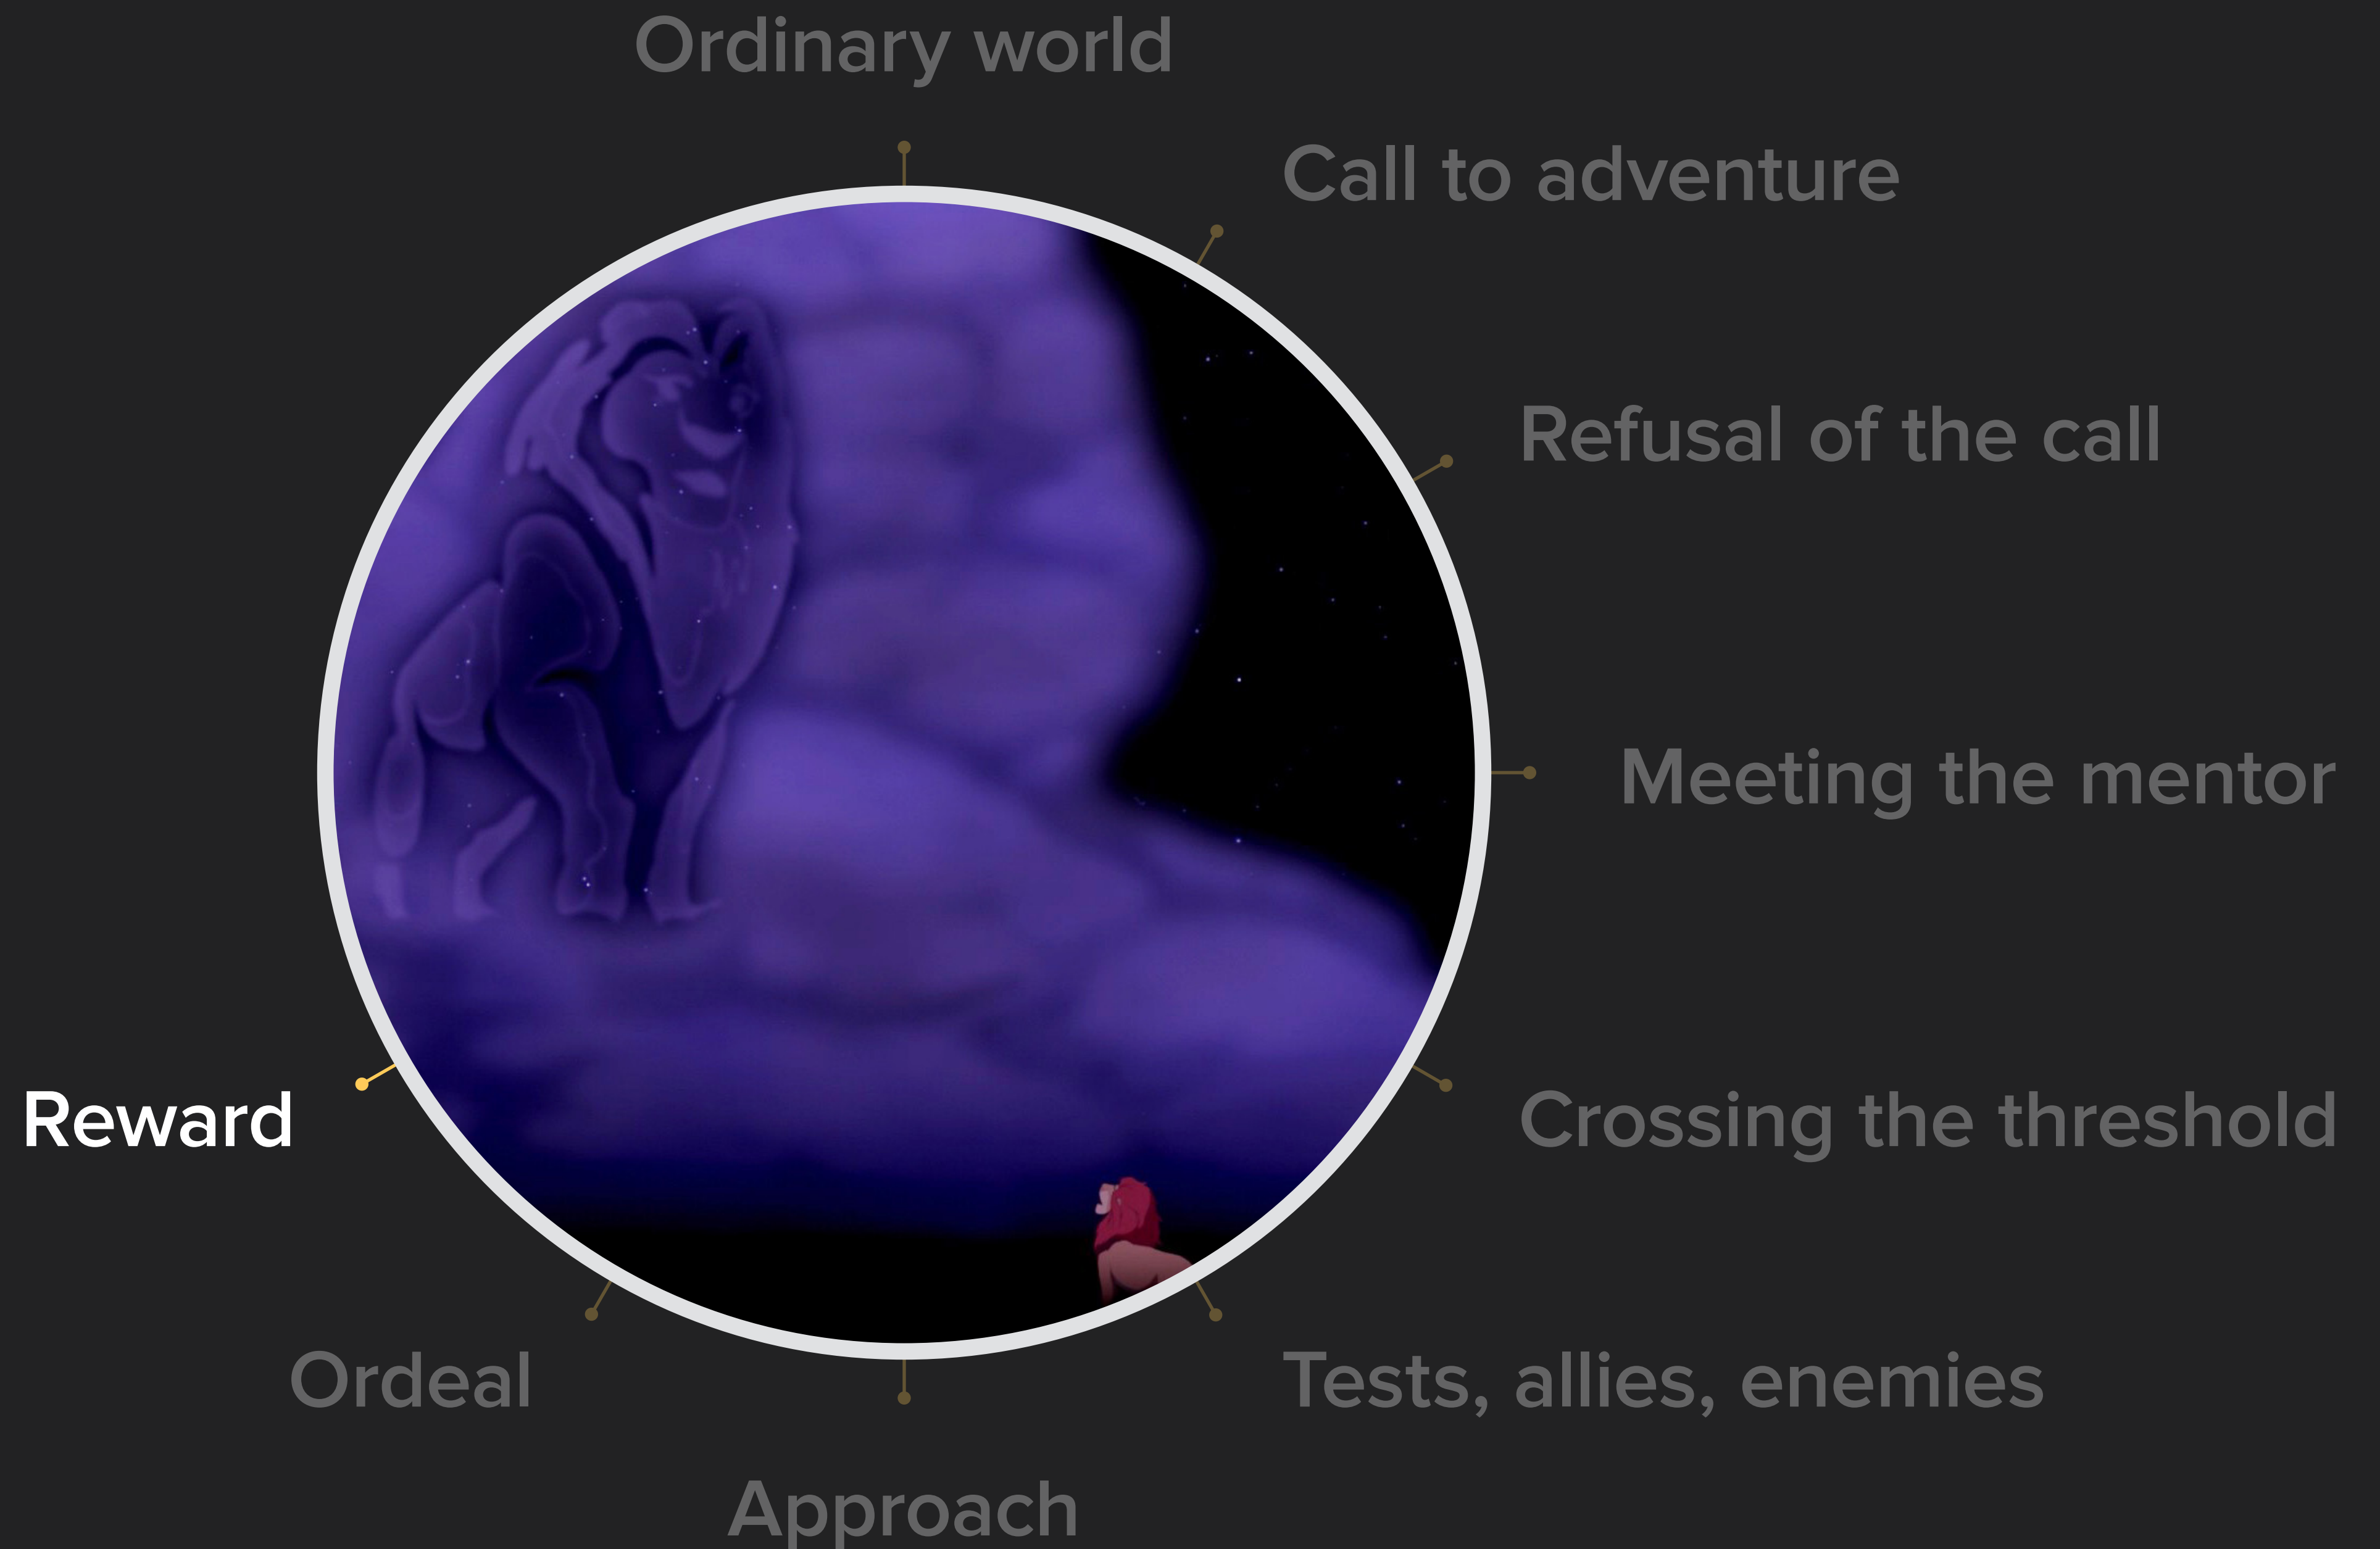 Ordinary world
Call to adventure
Refusal of the call
Meeting the mentor
Crossing the threshold
Tests, allies, enemies
Approach
Ordeal
Reward